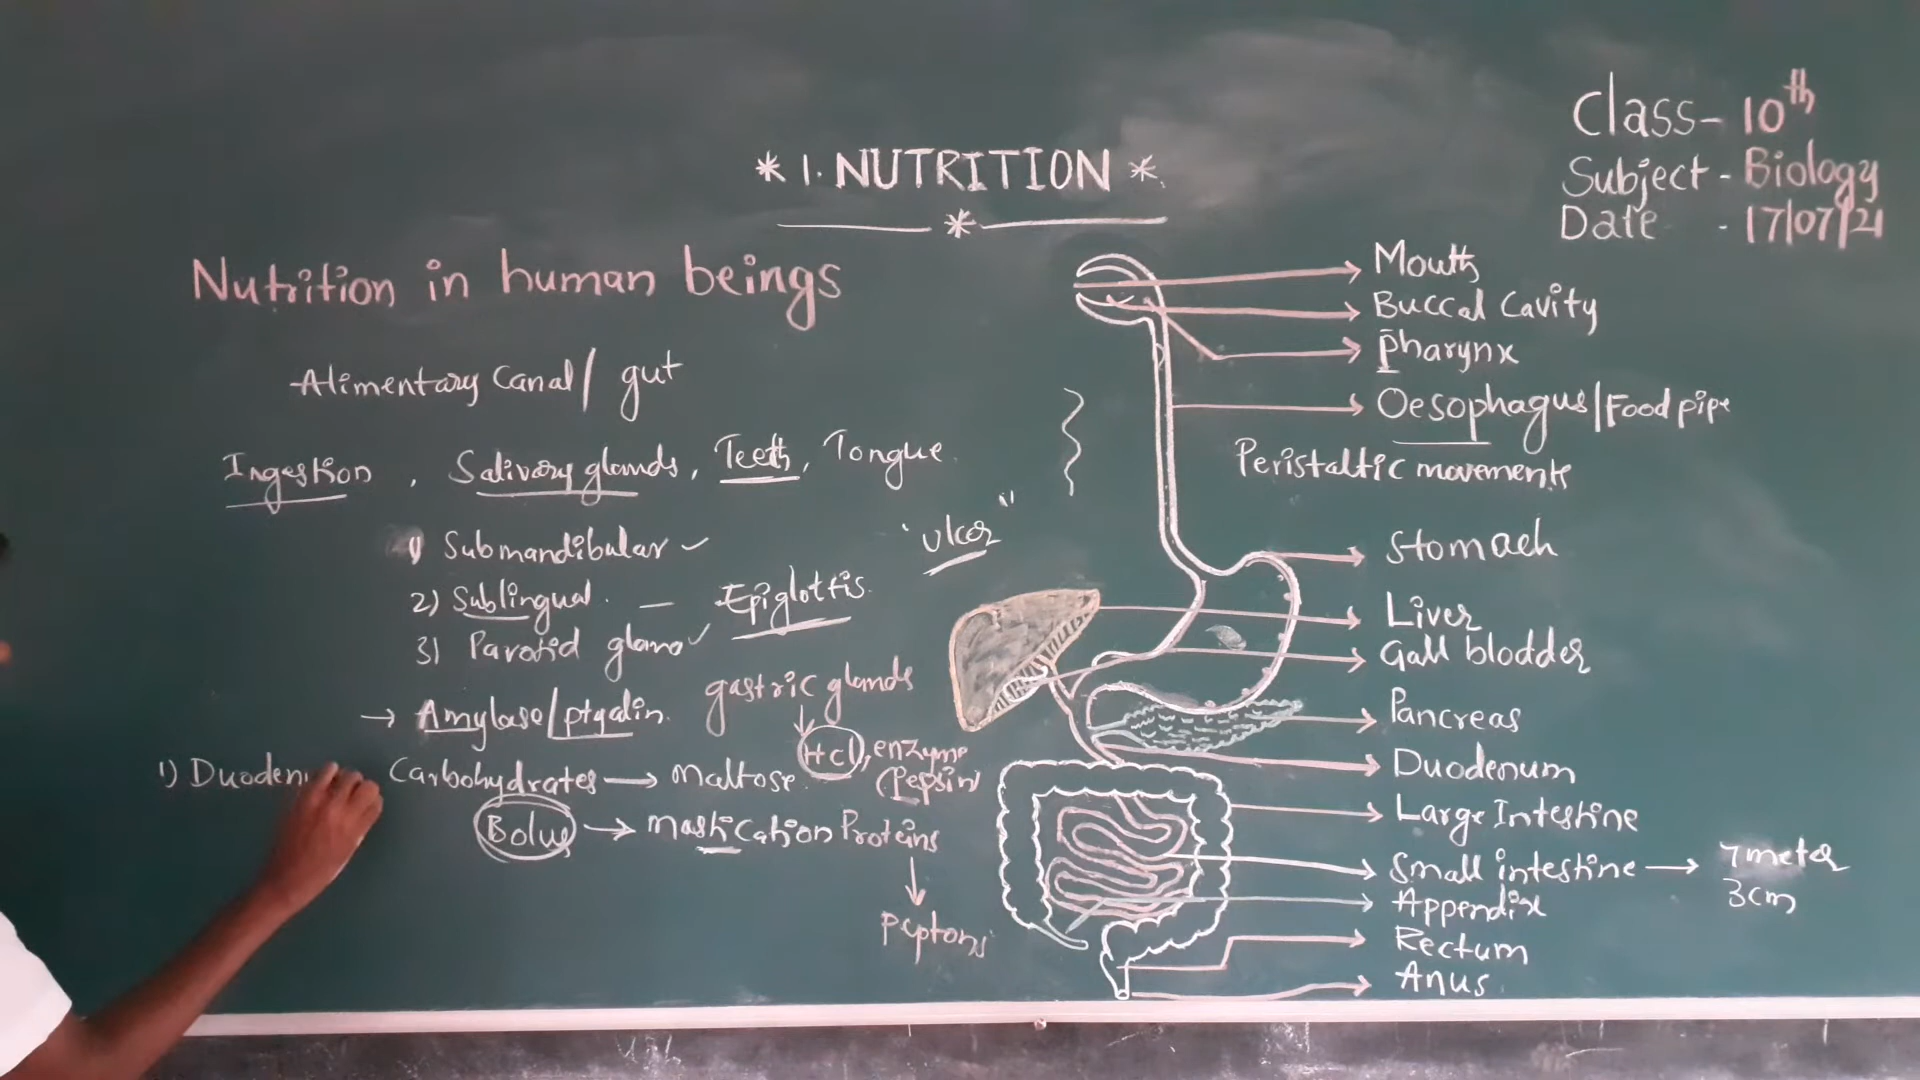 Class - 10th
Subject - Biology
Date - 17/07/21
* 1. NUTRITION *
*
Nutrition in human beings
Alimentary Canal / gut
Ingestion, Salivary glands, Teeth, Tongue.
1) Submandibular ✓
2) Sublingual. — Epiglottis.
3) Parotid gland ✓
"Ulcer"
→ Amylase/ptyalin.
gastric glands
↓
HCl, enzyme
(Pepsin)
1) Duoden
Carbohydrates → Maltose.
Bolus → Mastication
Proteins
↓
Peptons
Mouth
Buccal Cavity
Pharynx
Oesophagus/Food pipe
Peristaltic movements
Stomach
Liver
Gall bladder
Pancreas
Duodenum
Large Intestine
Small intestine → 7 meter
3cm
Appendix
Rectum
Anus